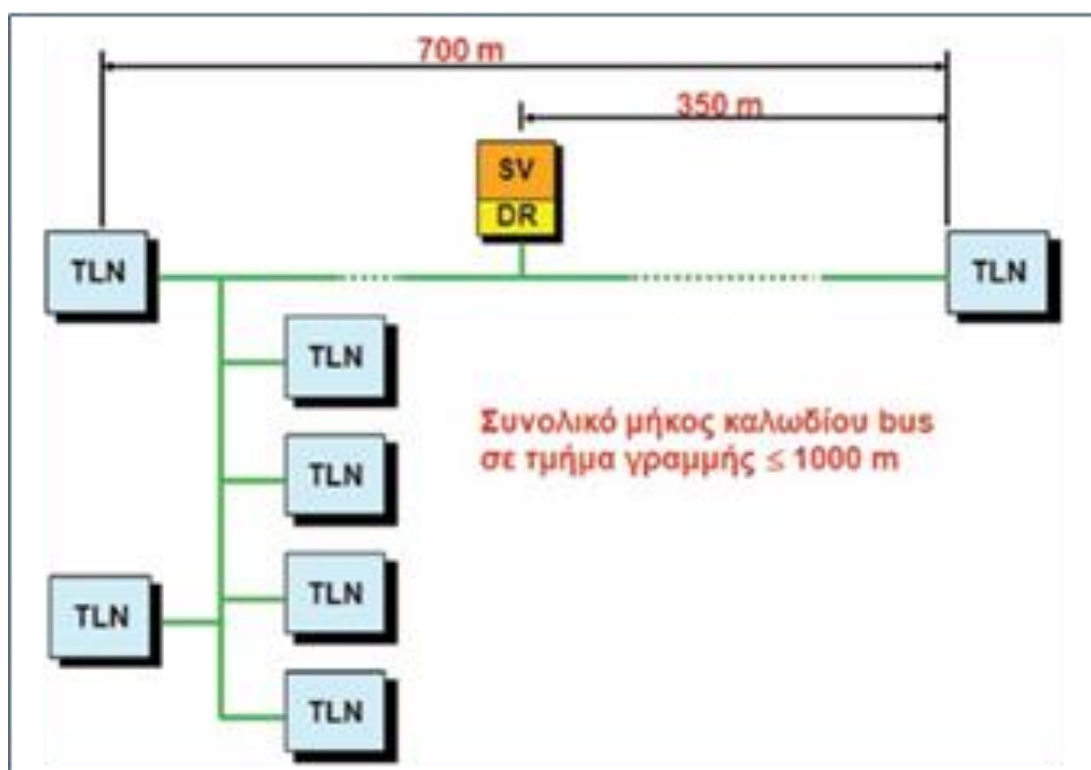 700 m
350 m
SV
DR
TLN
TLN
TLN
TLN
Συνολικό μήκος καλωδίου bus
σε τμήμα γραμμής ≤ 1000 m
TLN
TLN
TLN